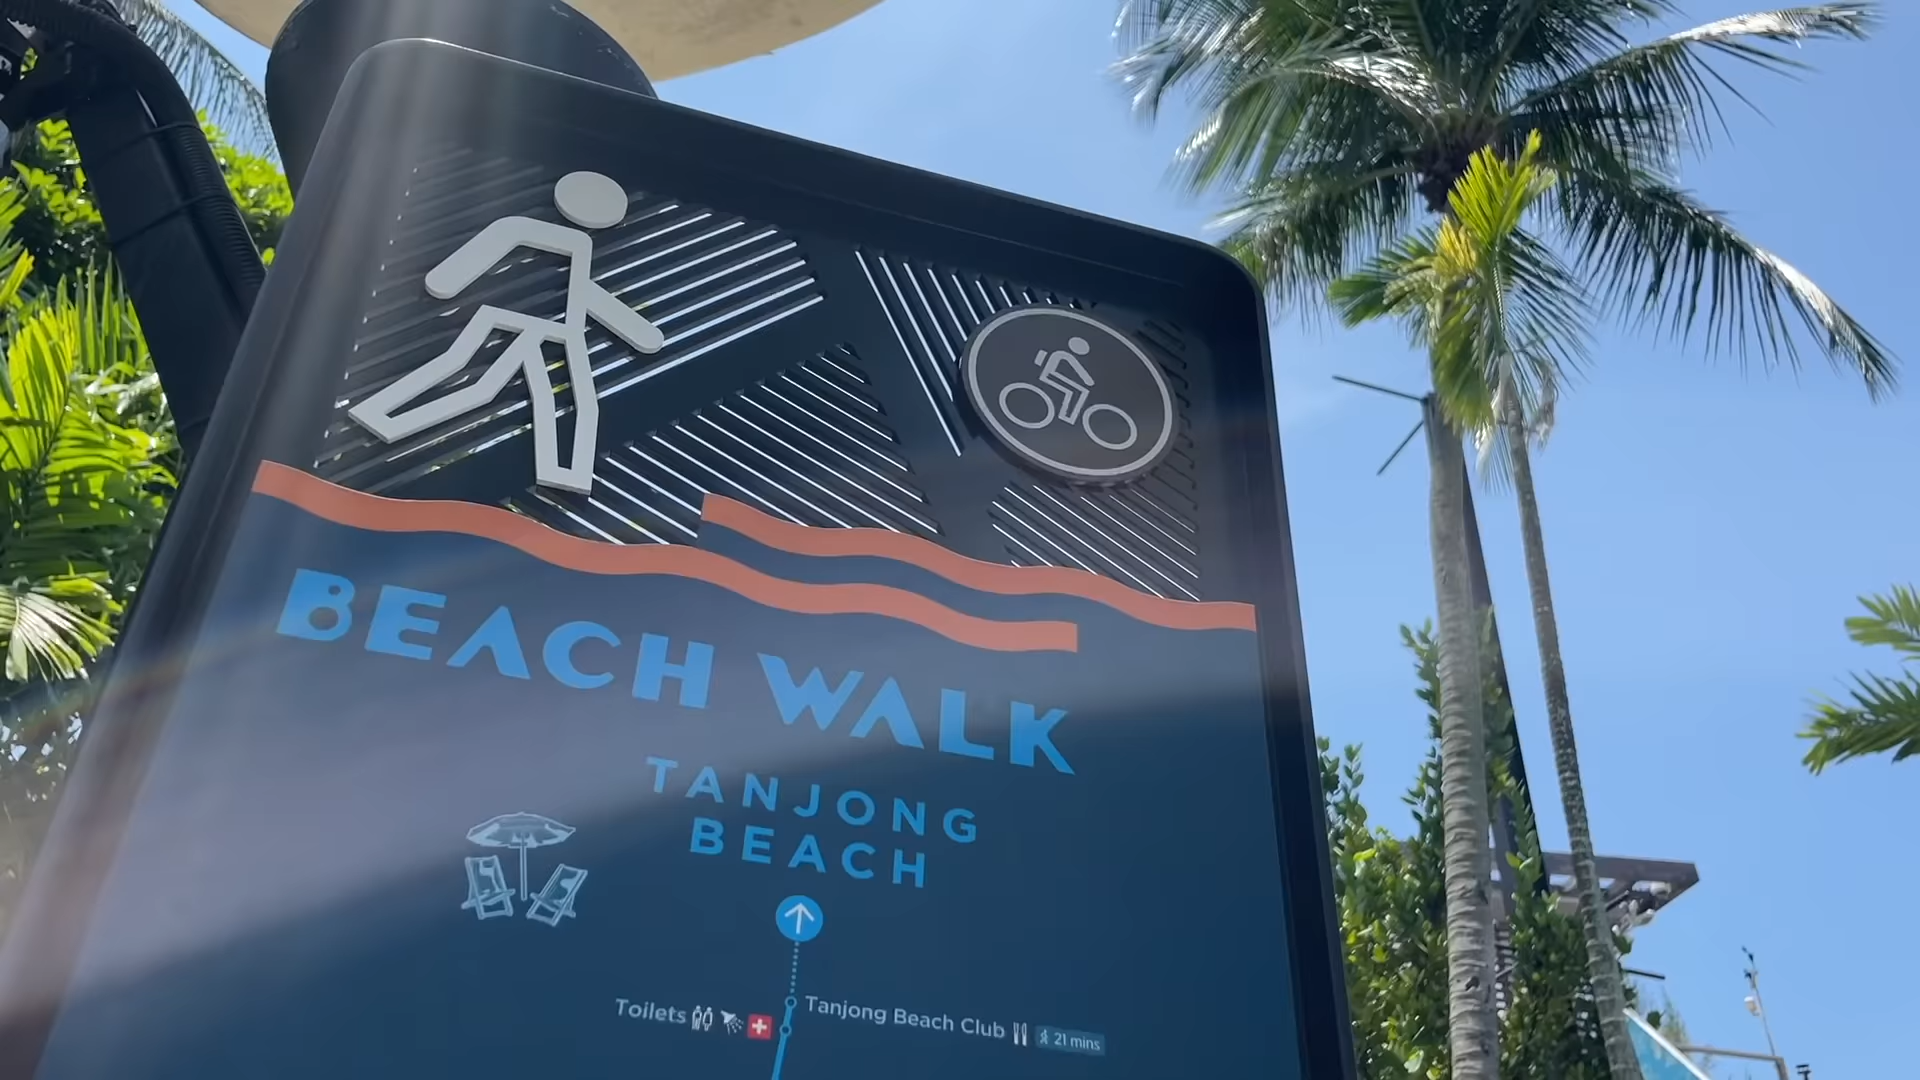 BEACH WALK
TANJONG
BEACH
Toilets
Tanjong Beach Club 21 mins